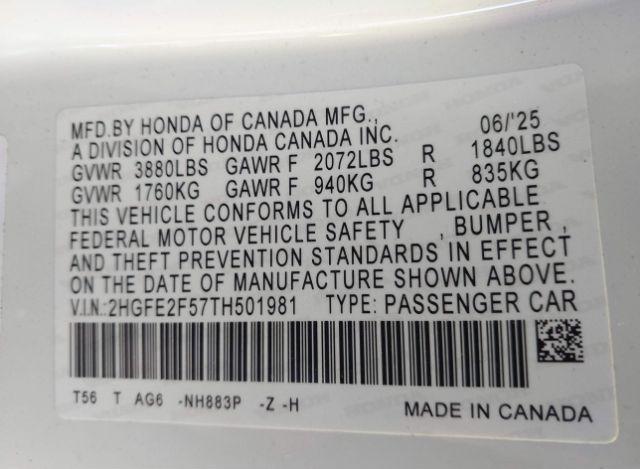 MFD.BY HONDA OF CANADA MFG., 06/'25
A DIVISION OF HONDA CANADA INC.
GVWR 3880LBS GAWR F 2072LBS R 1840LBS
GVWR 1760KG GAWR F 940KG R 835KG
THIS VEHICLE CONFORMS TO ALL APPLICABLE
FEDERAL MOTOR VEHICLE SAFETY , BUMPER ,
AND THEFT PREVENTION STANDARDS IN EFFECT
ON THE DATE OF MANUFACTURE SHOWN ABOVE.
V.I.N.:2HGFE2F57TH501981 TYPE: PASSENGER CAR
T56 T AG6 -NH883P -Z -H
MADE IN CANADA